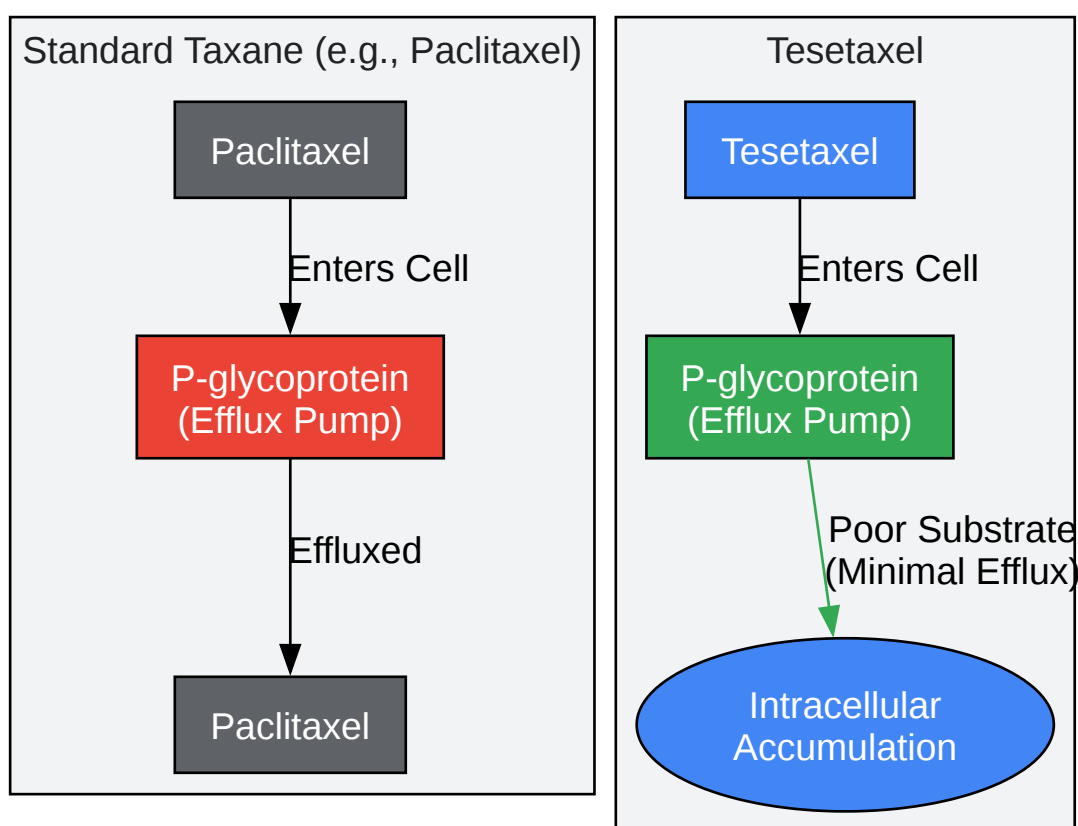 Standard Taxane (e.g., Paclitaxel)
Paclitaxel
Enters Cell
P-glycoprotein
(Efflux Pump)
Effluxed
Paclitaxel
Tesetaxel
Tesetaxel
Enters Cell
P-glycoprotein
(Efflux Pump)
Poor Substrate
(Minimal Efflux)
Intracellular
Accumulation